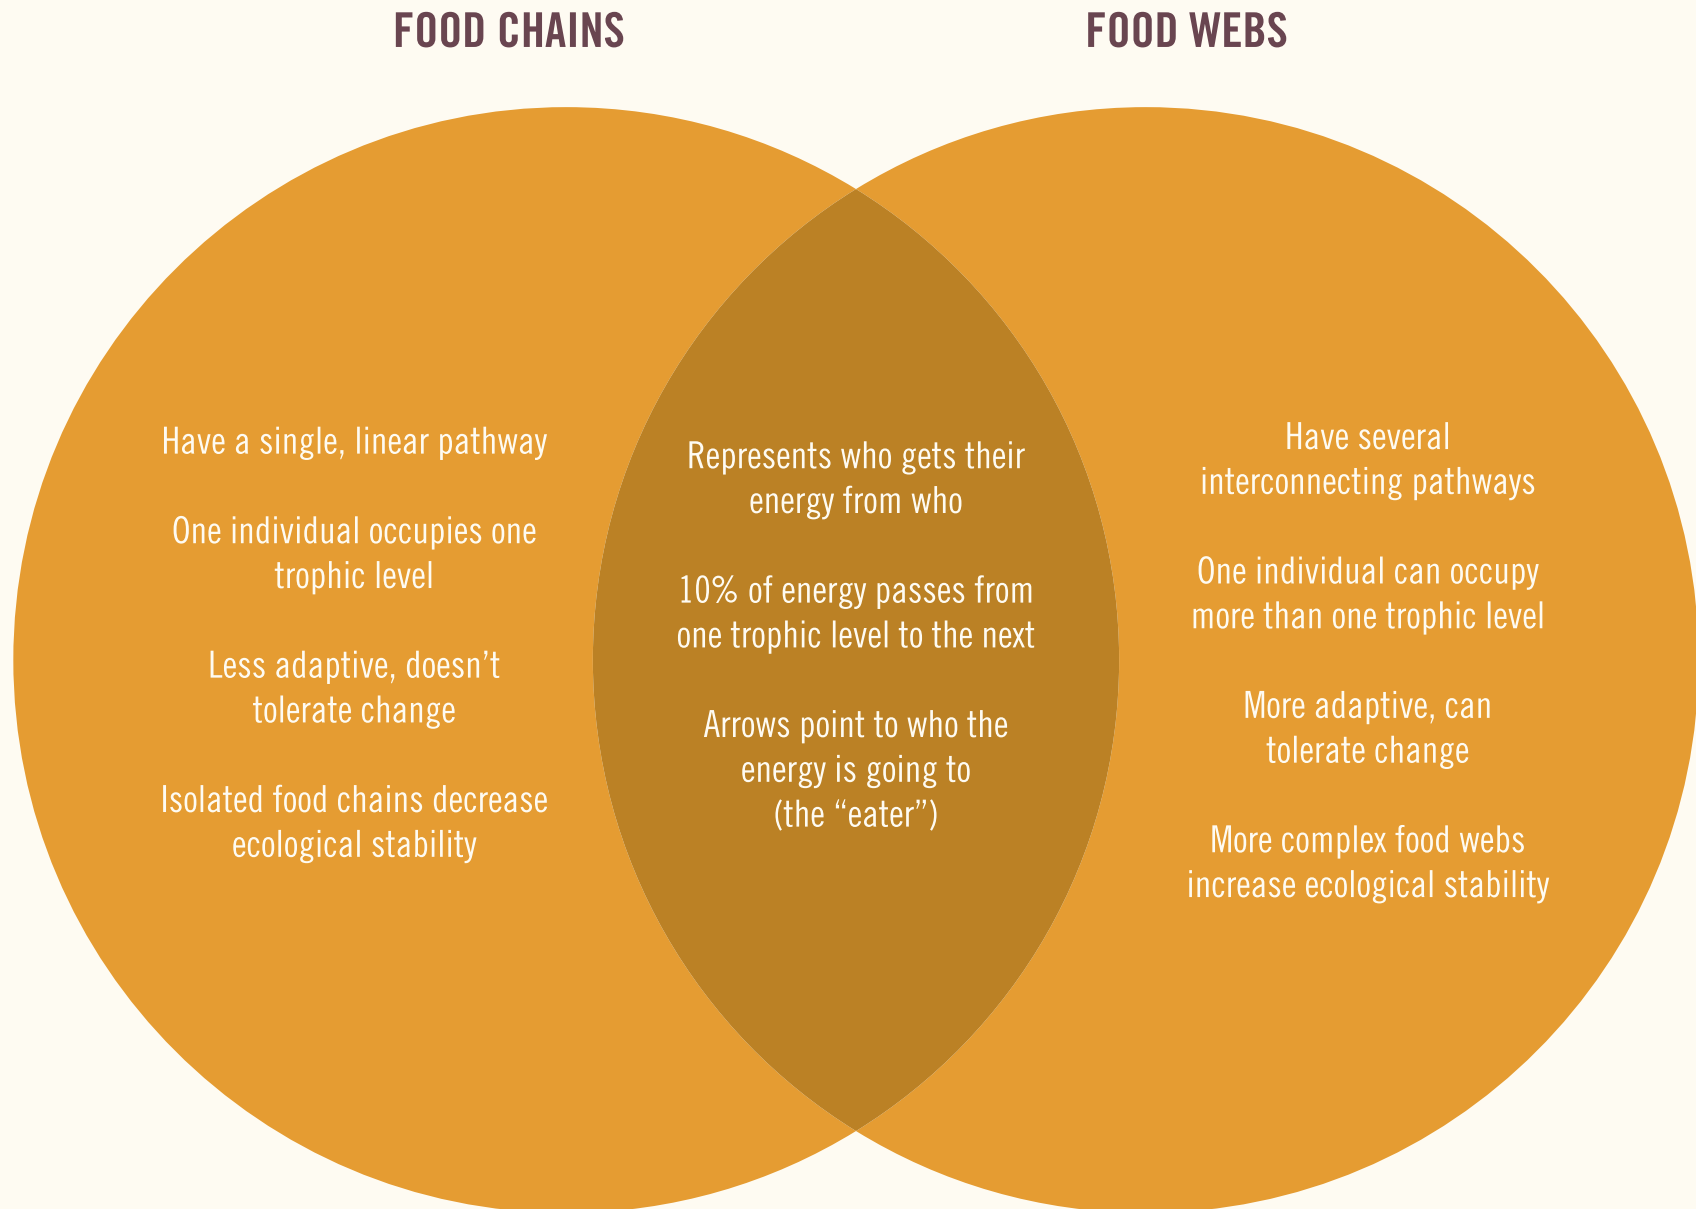 FOOD CHAINS
FOOD WEBS
Have a single, linear pathway
One individual occupies one
trophic level
Less adaptive, doesn’t
tolerate change
Isolated food chains decrease
ecological stability
Represents who gets their
energy from who
10% of energy passes from
one trophic level to the next
Arrows point to who the
energy is going to
(the “eater”)
Have several
interconnecting pathways
One individual can occupy
more than one trophic level
More adaptive, can
tolerate change
More complex food webs
increase ecological stability